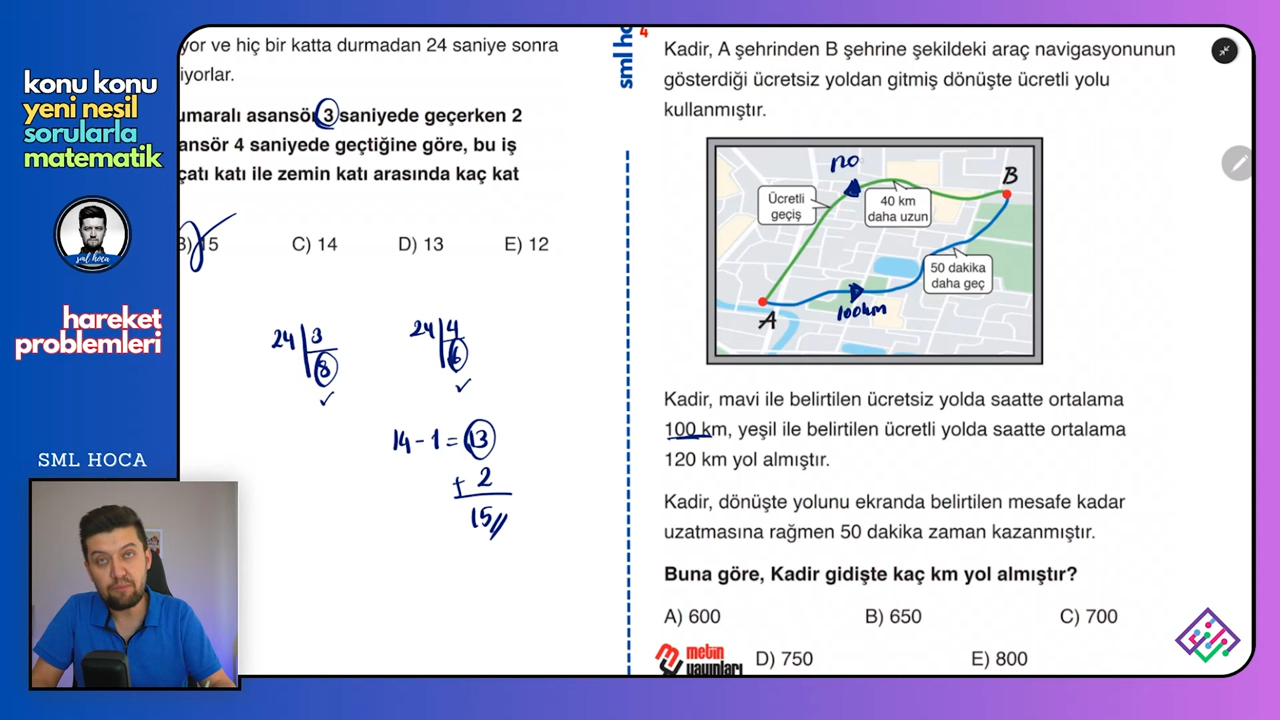 konu konu
yeni nesil
sorularla
matematik
sml hoca
hareket
problemleri
SML HOCA
yor ve hiç bir katta durmadan 24 saniye sonra
iyorlar.
umaralı asansör 3 saniyede geçerken 2
ansör 4 saniyede geçtiğine göre, bu iş
çatı katı ile zemin katı arasında kaç kat
B) 15 C) 14 D) 13 E) 12
24 3
8
24 4
6
14 - 1 = 13
+ 2
15
sml ho
4
Kadir, A şehrinden B şehrine şekildeki araç navigasyonunun
gösterdiği ücretsiz yoldan gitmiş dönüşte ücretli yolu
kullanmıştır.
B
Ücretli
geçiş
40 km
daha uzun
50 dakika
daha geç
A
100km
Kadir, mavi ile belirtilen ücretsiz yolda saatte ortalama
100 km, yeşil ile belirtilen ücretli yolda saatte ortalama
120 km yol almıştır.
Kadir, dönüşte yolunu ekranda belirtilen mesafe kadar
uzatmasına rağmen 50 dakika zaman kazanmıştır.
Buna göre, Kadir gidişte kaç km yol almıştır?
A) 600 B) 650 C) 700
D) 750 E) 800
metin
yayınları